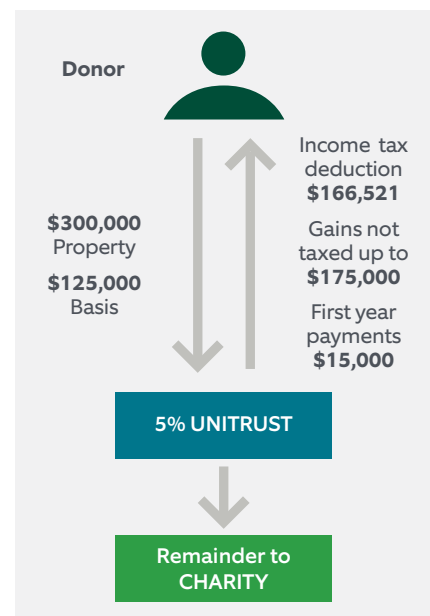 Donor
$300,000
Property
$125,000
Basis
Income tax
deduction
$166,521
Gains not
taxed up to
$175,000
First year
payments
$15,000
5% UNITRUST
Remainder to
CHARITY